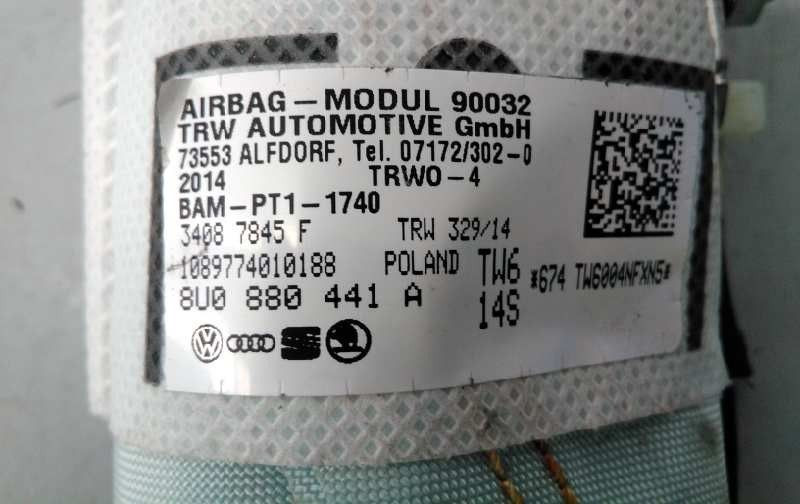 AIRBAG-MODUL 90032
TRW AUTOMOTIVE GmbH
73553 ALFDORF, Tel. 07172/302-0
2014 TRWO-4
BAM-PT1-1740
3408 7845 F TRW 329/14
1089774010188 POLAND TW6
*674 TW6004NFXN5*
8U0 880 441 A 14S